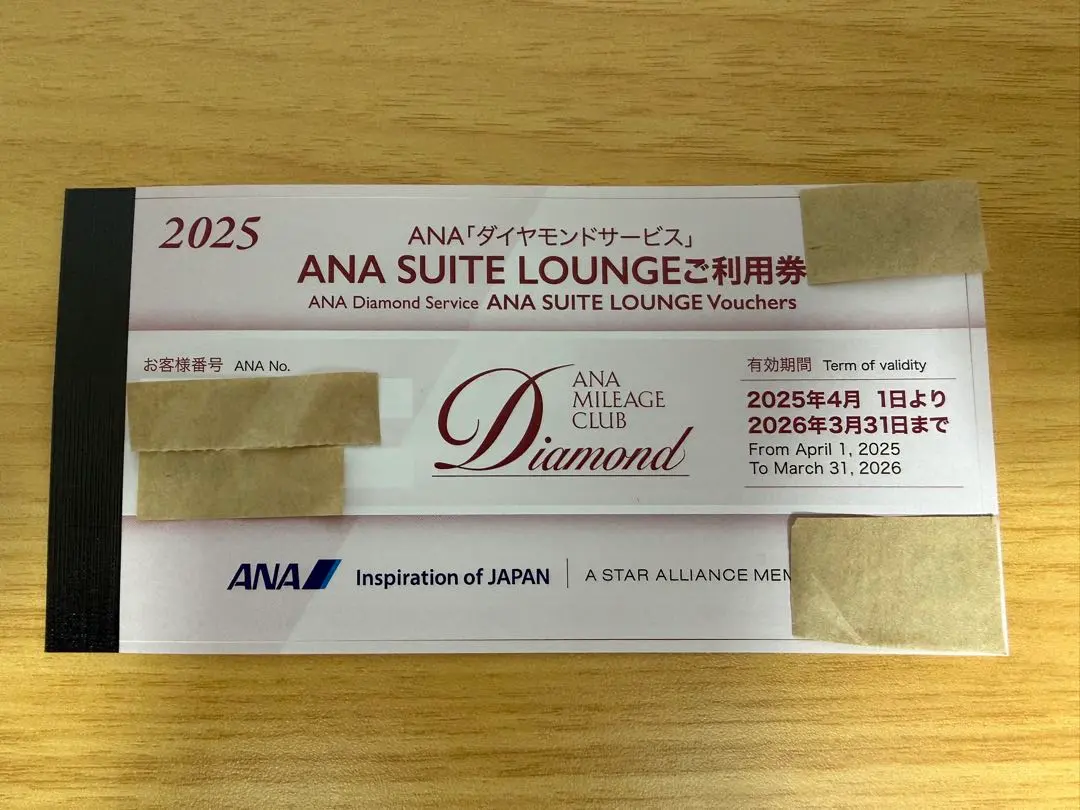 2025
ANA「ダイヤモンドサービス」
ANA SUITE LOUNGEご利用券
ANA Diamond Service ANA SUITE LOUNGE Vouchers
お客様番号 ANA No.
ANA
MILEAGE
CLUB
Diamond
有効期間 Term of validity
2025年4月 1日より
2026年3月31日まで
From April 1, 2025
To March 31, 2026
ANA Inspiration of JAPAN | A STAR ALLIANCE